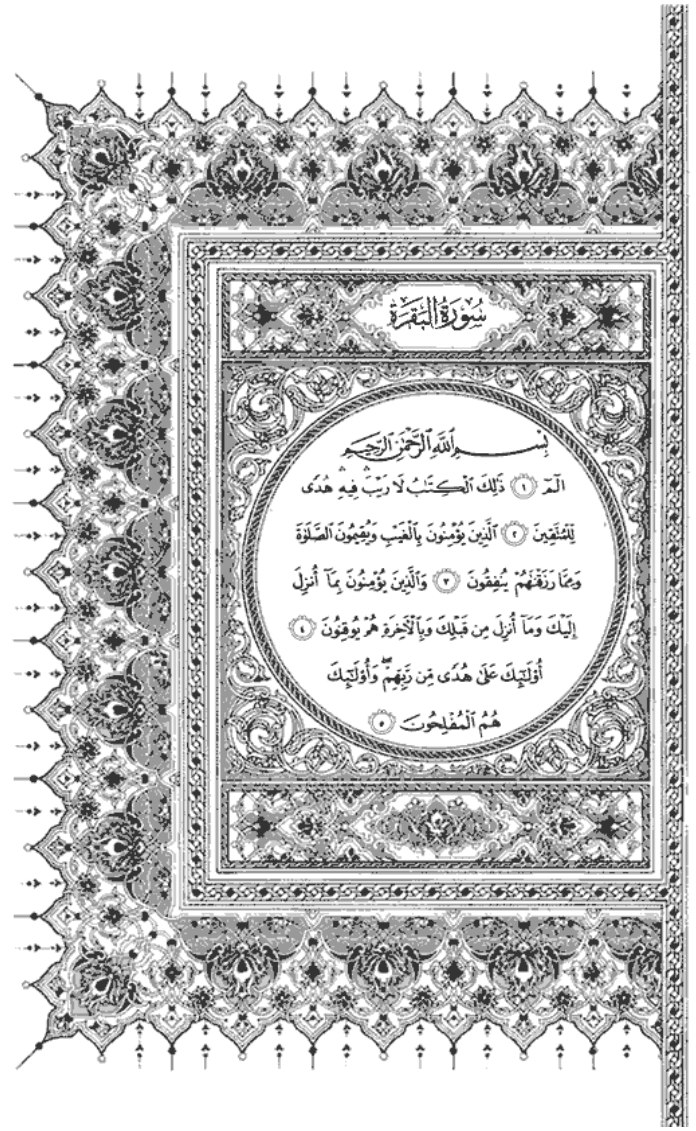 سُورَةُ البَقَرَةِ
بِسْمِ ٱللَّهِ ٱلرَّحْمَٰنِ ٱلرَّحِيمِ
الٓمٓ ١ ذَٰلِكَ ٱلْكِتَٰبُ لَا رَيْبَ ۛ فِيهِ ۛ هُدًى
لِّلْمُتَّقِينَ ٢ ٱلَّذِينَ يُؤْمِنُونَ بِٱلْغَيْبِ وَيُقِيمُونَ ٱلصَّلَوٰةَ
وَمِمَّا رَزَقْنَٰهُمْ يُنفِقُونَ ٣ وَٱلَّذِينَ يُؤْمِنُونَ بِمَآ أُنزِلَ
إِلَيْكَ وَمَآ أُنزِلَ مِن قَبْلِكَ وَبِٱلْءَاخِرَةِ هُمْ يُوقِنُونَ ٤
أُو۟لَٰٓئِكَ عَلَىٰ هُدًى مِّن رَّبِّهِمْ ۖ وَأُو۟لَٰٓئِكَ
هُمُ ٱلْمُفْلِحُونَ ٥